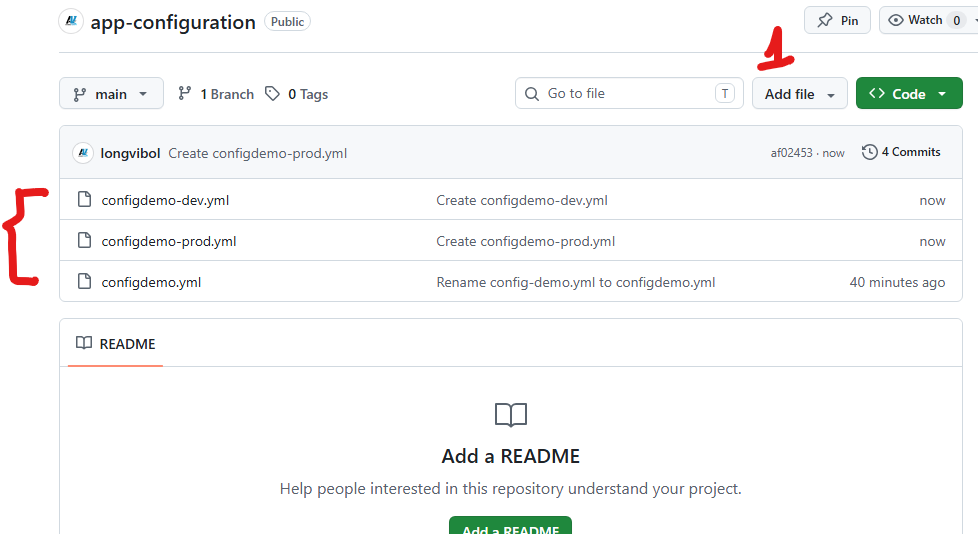 app-configuration Public Pin Watch 0
1
main 1 Branch 0 Tags Go to file T Add file Code
longvibol Create configdemo-prod.yml af02453 · now 4 Commits
configdemo-dev.yml Create configdemo-dev.yml now
configdemo-prod.yml Create configdemo-prod.yml now
configdemo.yml Rename config-demo.yml to configdemo.yml 40 minutes ago
README
Add a README
Help people interested in this repository understand your project.
Add a README